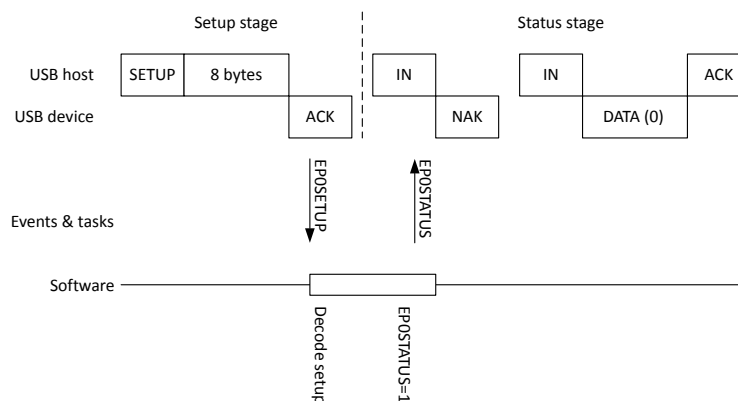 Setup stage
Status stage
USB host
SETUP
8 bytes
IN
IN
ACK
USB device
ACK
NAK
DATA (0)
EP0SETUP
EP0STATUS
Events & tasks
Software
Decode setup
EP0STATUS=1